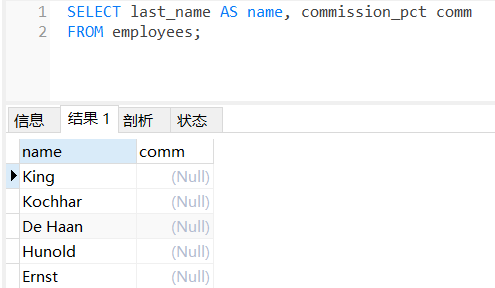 1 SELECT last_name AS name, commission_pct comm
2 FROM employees;
信息 结果 1 剖析 状态
name comm
King (Null)
Kochhar (Null)
De Haan (Null)
Hunold (Null)
Ernst (Null)